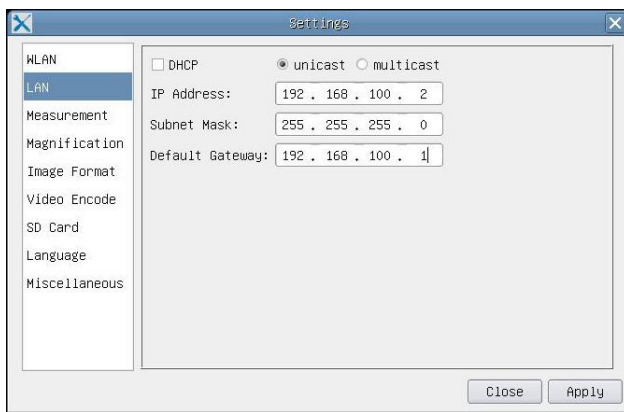 Settings
WLAN
LAN
Measurement
Magnification
Image Format
Video Encode
SD Card
Language
Miscellaneous
DHCP unicast multicast
IP Address: 192 . 168 . 100 . 2
Subnet Mask: 255 . 255 . 255 . 0
Default Gateway: 192 . 168 . 100 . 1
Close Apply